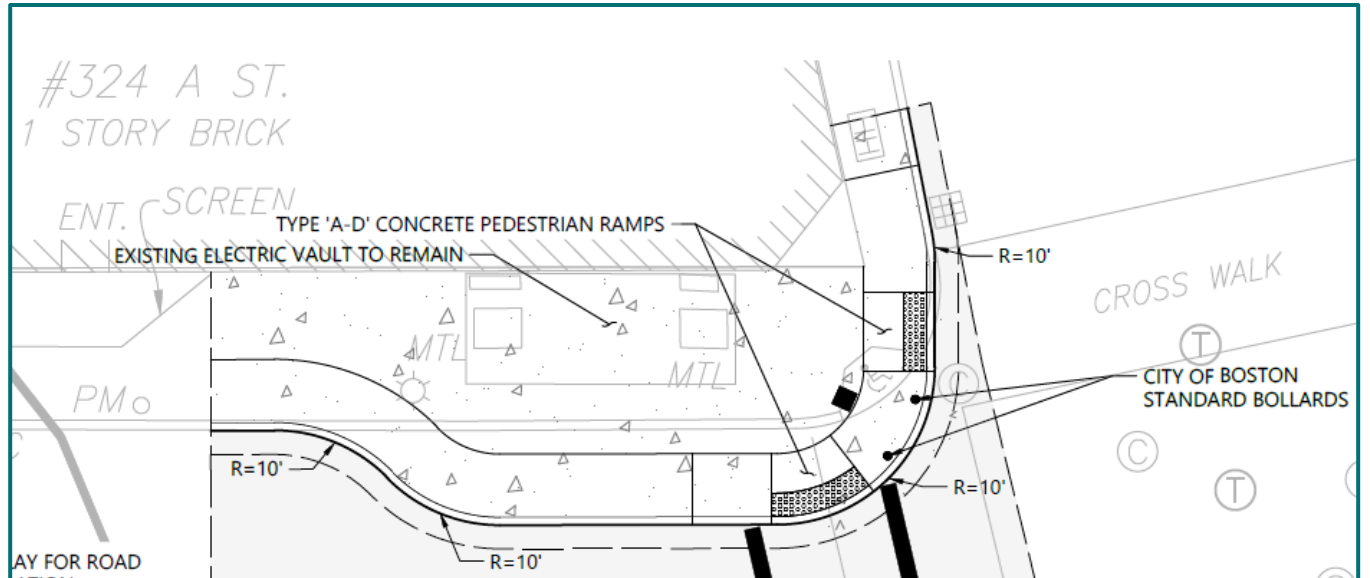 #324 A ST.
1 STORY BRICK
ENT.
SCREEN
TYPE 'A-D' CONCRETE PEDESTRIAN RAMPS
EXISTING ELECTRIC VAULT TO REMAIN
R=10'
CROSS WALK
MTL
MTL
T
PM
C
CITY OF BOSTON
STANDARD BOLLARDS
C
C
R=10'
R=10'
T
R=10'
AY FOR ROAD